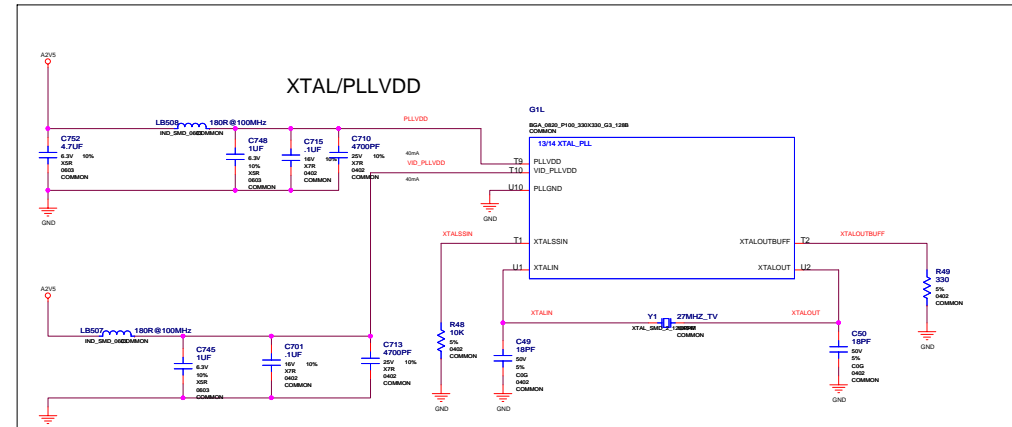 XTAL/PLLVDD
A2V5
LB508
180R@100MHz
IND_SMD_0603
COMMON
C752
4.7UF
6.3V 10%
X5R
0603
COMMON
GND
C748
1UF
6.3V
10%
X5R
0603
COMMON
C715
.1UF
16V 10%
X7R
0402
COMMON
C710
4700PF
25V 10%
X7R
0402
COMMON
PLLVDD
40mA
VID_PLLVDD
40mA
G1L
BGA_0820_P100_330X330_G3_128B
COMMON
13/14 XTAL_PLL
T9 PLLVDD
T10 VID_PLLVDD
U10 PLLGND
GND
XTALSSIN
T1 XTALSSIN
U1 XTALIN
XTALOUTBUFF T2
XTALOUTBUFF
XTALOUT U2
R49
330
5%
0402
COMMON
GND
A2V5
LB507
180R@100MHz
IND_SMD_0603
COMMON
C745
1UF
6.3V
10%
X5R
0603
COMMON
C701
.1UF
16V 10%
X7R
0402
COMMON
C713
4700PF
25V 10%
X7R
0402
COMMON
R48
10K
5%
0402
COMMON
GND
XTALIN
Y1
27MHZ_TV
COMMON
XTALOUT
C49
18PF
50V
5%
C0G
0402
COMMON
GND
C50
18PF
50V
5%
C0G
0402
COMMON
GND